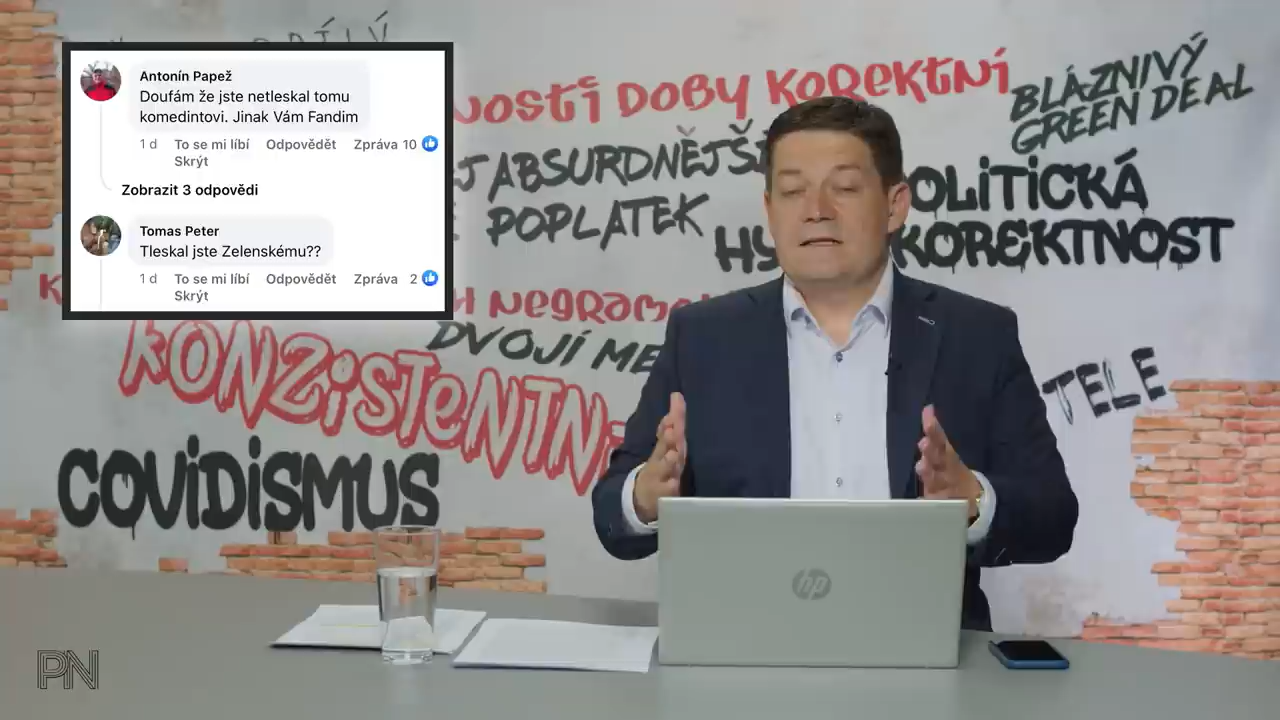 Antonín Papež
Doufám že jste netleskal tomu
komedintovi. Jinak Vám Fandim
1 d To se mi líbí Odpovědět Zpráva 10
Skrýt
Zobrazit 3 odpovědi
Tomas Peter
Tleskal jste Zelenskému??
1 d To se mi líbí Odpovědět Zpráva 2
Skrýt
DOBY KOREKTNÍ
BLÁZNIVÝ
GREEN DEAL
POPLATEK
POLITICKÁ
KOREKTNOST
DVOJÍ
TELE
COVIDISMUS
hp
PN